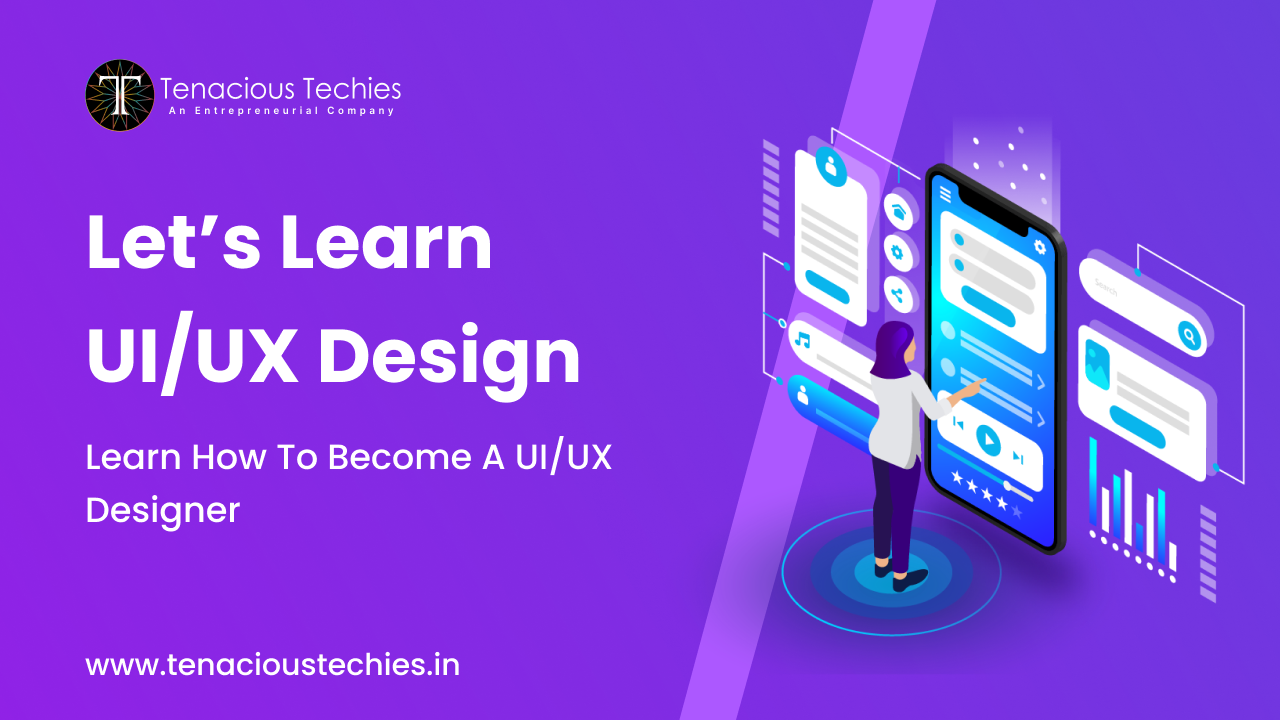 T
Tenacious Techies
An Entrepreneurial Company
Let’s Learn
UI/UX Design
Learn How To Become A UI/UX
Designer
Search
www.tenacioustechies.in